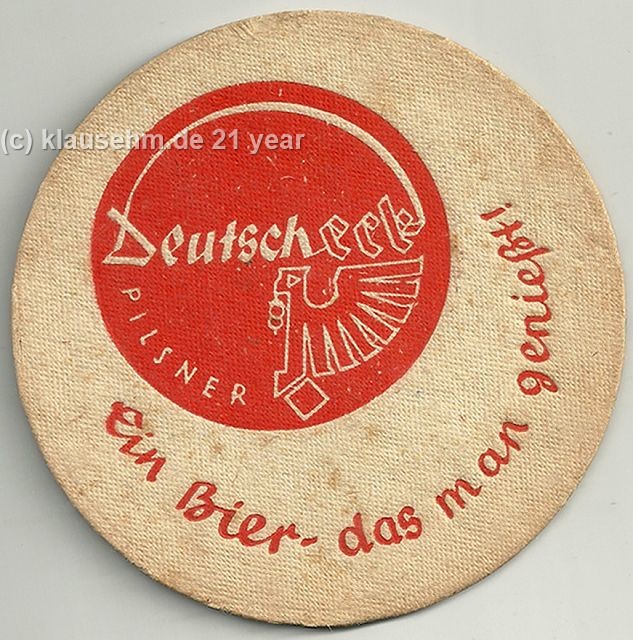 (c) klausehm.de 21 year
Deutscheck
PILSNER
Ein Bier - das man genießt!